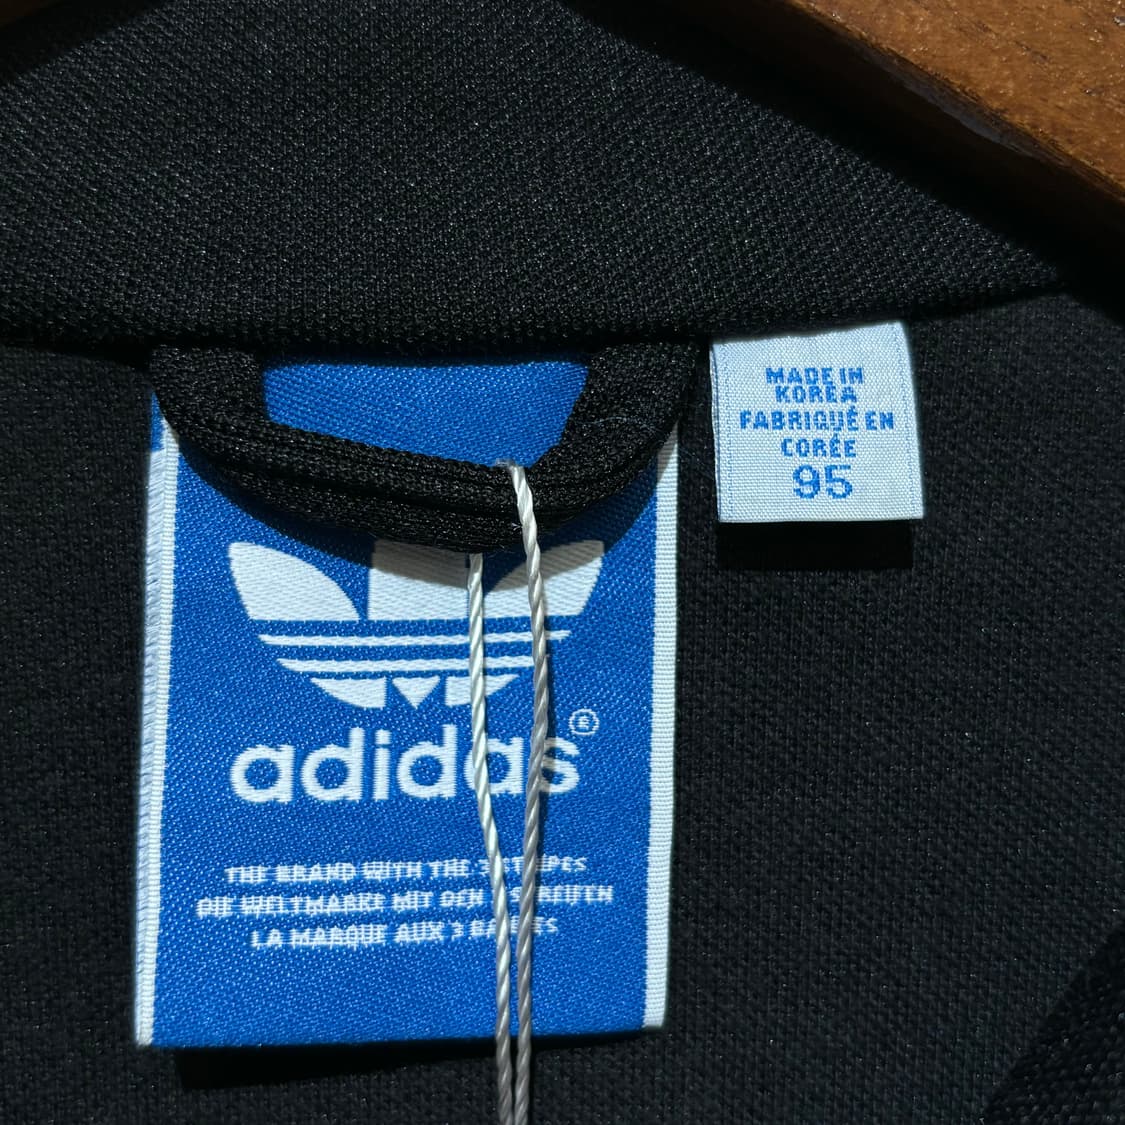 adidas®
THE BRAND WITH THE 3 STRIPES
DIE WELTMARKE MIT DEN 3 STREIFEN
LA MARQUE AUX 3 BANDES
MADE IN
KOREA
FABRIQUÉ EN
CORÉE
95